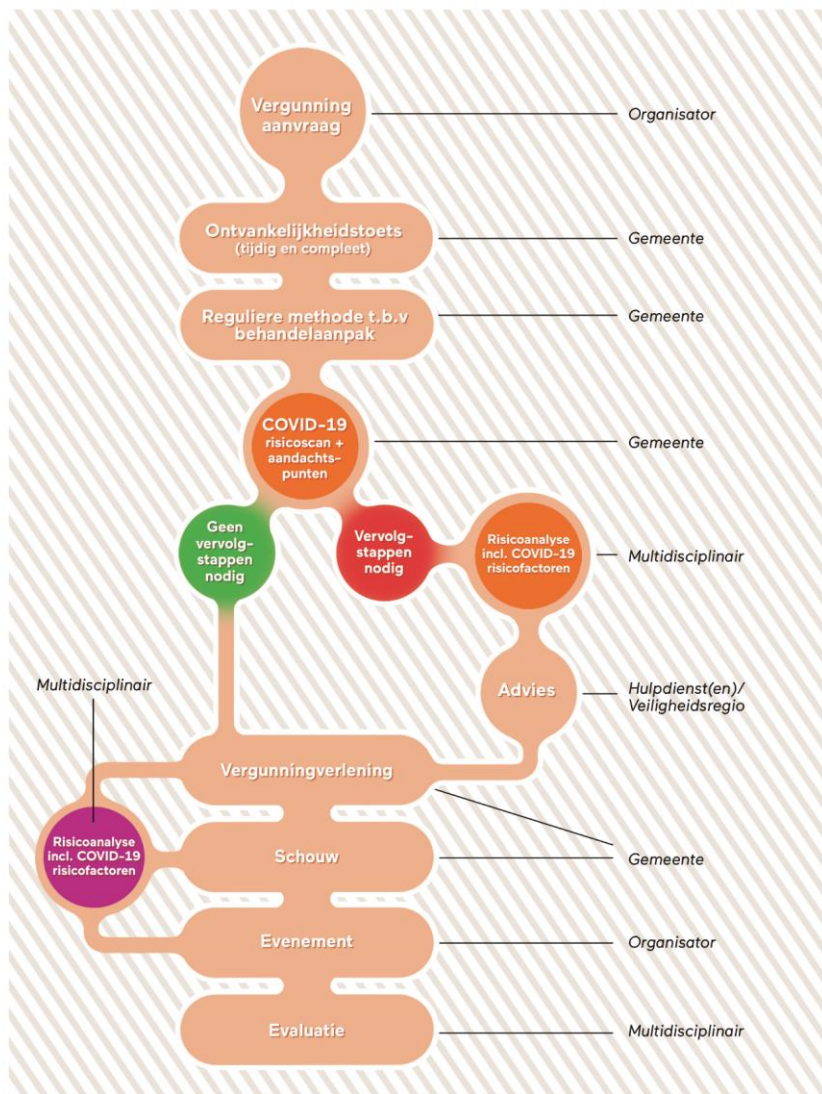 Vergunning
aanvraag
Organisator
Ontvankelijkheidstoets
(tijdig en compleet)
Gemeente
Reguliere methode t.b.v
behandelaanpak
Gemeente
COVID-19
risicoscan +
aandachts-
punten
Gemeente
Geen
vervolg-
stappen
nodig
Vervolg-
stappen
nodig
Risicoanalyse
incl. COVID-19
risicofactoren
Multidisciplinair
Multidisciplinair
Advies
Hulpdienst(en)/
Veiligheidsregio
Vergunningverlening
Risicoanalyse
incl. COVID-19
risicofactoren
Schouw
Gemeente
Evenement
Organisator
Evaluatie
Multidisciplinair